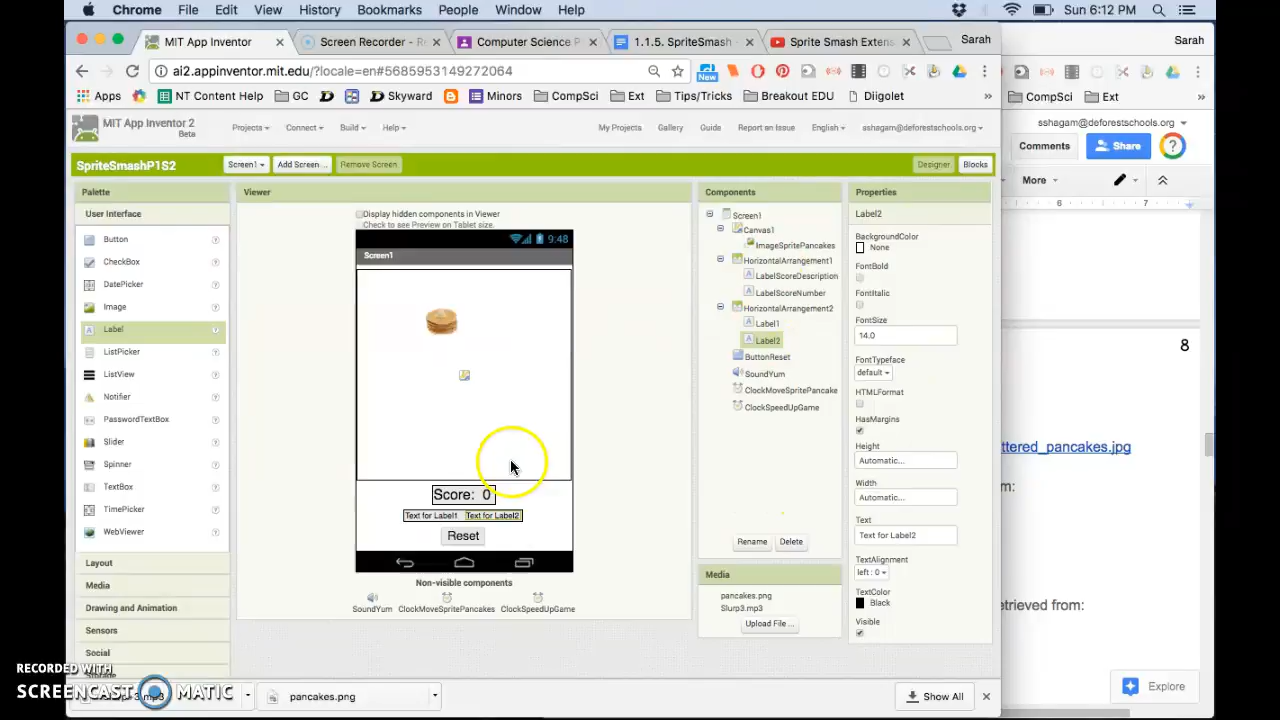 Chrome File Edit View History Bookmarks People Window Help Sun 6:12 PM
MIT App Inventor Screen Recorder - Re Computer Science P 1.1.5. SpriteSmash - Sprite Smash Extens Sarah Sarah
ai2.appinventor.mit.edu/?locale=en#5685953149272064 New
Apps NT Content Help GC Skyward Minors CompSci Ext Tips/Tricks Breakout EDU Diigolet » CompSci Ext
MIT App Inventor 2
Beta
Projects Connect Build Help My Projects Gallery Guide Report an Issue English sshagam@deforestschools.org
sshagam@deforestschools.org
Comments Share
SpriteSmashP1S2 Screen1 Add Screen... Remove Screen Designer Blocks
More
Palette Viewer Components Properties
6 7
User Interface
Button
CheckBox
DatePicker
Image
Label
ListPicker
ListView
Notifier
PasswordTextBox
Slider
Spinner
TextBox
TimePicker
WebViewer
Layout
Media
Drawing and Animation
Sensors
Social
Display hidden components in Viewer
Check to see Preview on Tablet size.
9:48
Screen1
Score: 0
Text for Label1 Text for Label2
Reset
Non-visible components
SoundYum ClockMoveSpritePancakes ClockSpeedUpGame
Screen1
Canvas1
ImageSpritePancakes
HorizontalArrangement1
LabelScoreDescription
LabelScoreNumber
HorizontalArrangement2
Label1
Label2
ButtonReset
SoundYum
ClockMoveSpritePancake
ClockSpeedUpGame
Rename Delete
Media
pancakes.png
Slurp3.mp3
Upload File ...
Label2
BackgroundColor
None
FontBold
FontItalic
FontSize
14.0
FontTypeface
default
HTMLFormat
HasMargins
Height
Automatic...
Width
Automatic...
Text
Text for Label2
TextAlignment
left : 0
TextColor
Black
Visible
8
ttered_pancakes.jpg
om:
etrieved from:
Explore
RECORDED WITH
SCREENCAST MATIC
pancakes.png Show All